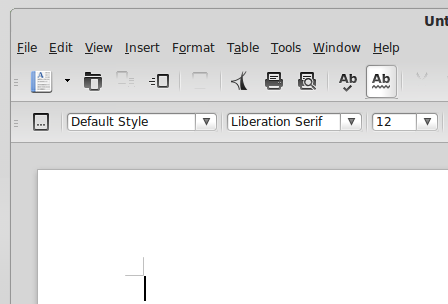 Unt
File Edit View Insert Format Table Tools Window Help
Ab Ab
Default Style Liberation Serif 12